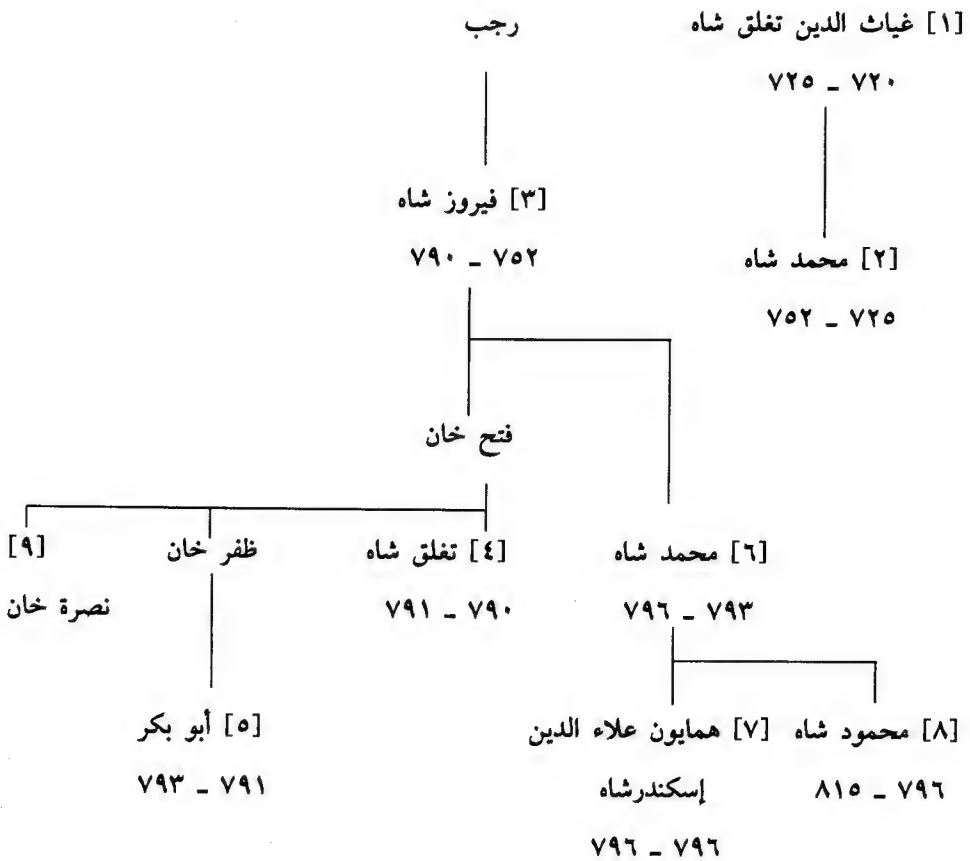 [١] غياث الدين تغلق شاه
٧٢٠ ـ ٧٢٥
رجب
[٣] فيروز شاه
٧٥٢ ـ ٧٩٠
[٢] محمد شاه
٧٢٥ ـ ٧٥٢
فتح خان
[٦] محمد شاه
٧٩٣ ـ ٧٩٦
[٤] تغلق شاه
٧٩٠ ـ ٧٩١
ظفر خان
[٩]
نصرة خان
[٨] محمود شاه
٧٩٦ ـ ٨١٥
[٧] همايون علاء الدين
إسكندرشاه
٧٩٦ ـ ٧٩٦
[٥] أبو بكر
٧٩١ ـ ٧٩٣